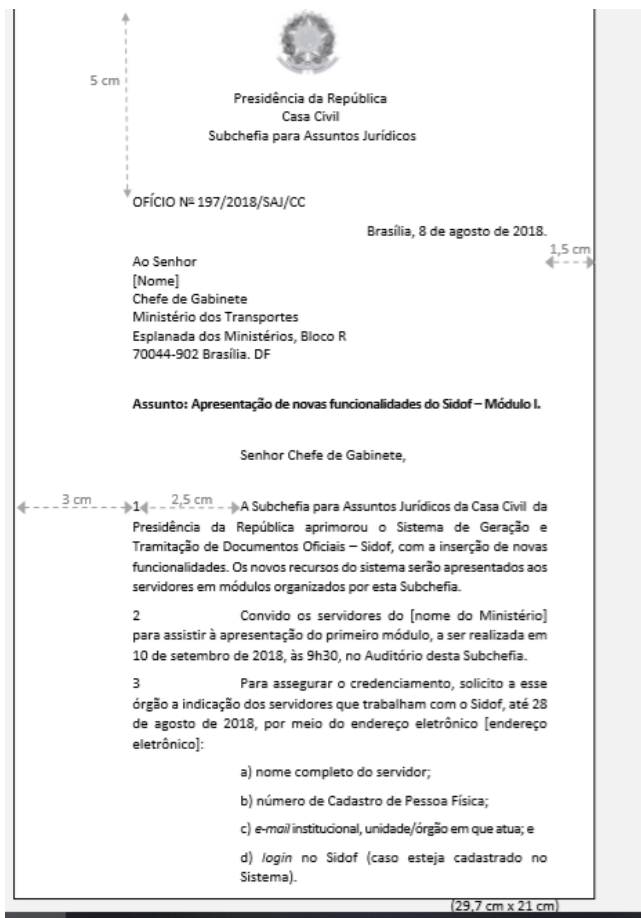 5 cm
Presidência da República
Casa Civil
Subchefia para Assuntos Jurídicos
OFÍCIO Nº 197/2018/SAJ/CC
Brasília, 8 de agosto de 2018.
1,5 cm
Ao Senhor
[Nome]
Chefe de Gabinete
Ministério dos Transportes
Esplanada dos Ministérios, Bloco R
70044-902 Brasília. DF
Assunto: Apresentação de novas funcionalidades do Sidof – Módulo I.
Senhor Chefe de Gabinete,
3 cm 1 2,5 cm A Subchefia para Assuntos Jurídicos da Casa Civil da
Presidência da República aprimorou o Sistema de Geração e
Tramitação de Documentos Oficiais – Sidof, com a inserção de novas
funcionalidades. Os novos recursos do sistema serão apresentados aos
servidores em módulos organizados por esta Subchefia.
2 Convido os servidores do [nome do Ministério]
para assistir à apresentação do primeiro módulo, a ser realizada em
10 de setembro de 2018, às 9h30, no Auditório desta Subchefia.
3 Para assegurar o credenciamento, solicito a esse
órgão a indicação dos servidores que trabalham com o Sidof, até 28
de agosto de 2018, por meio do endereço eletrônico [endereço
eletrônico]:
a) nome completo do servidor;
b) número de Cadastro de Pessoa Física;
c) e-mail institucional, unidade/órgão em que atua; e
d) login no Sidof (caso esteja cadastrado no
Sistema).
(29,7 cm x 21 cm)